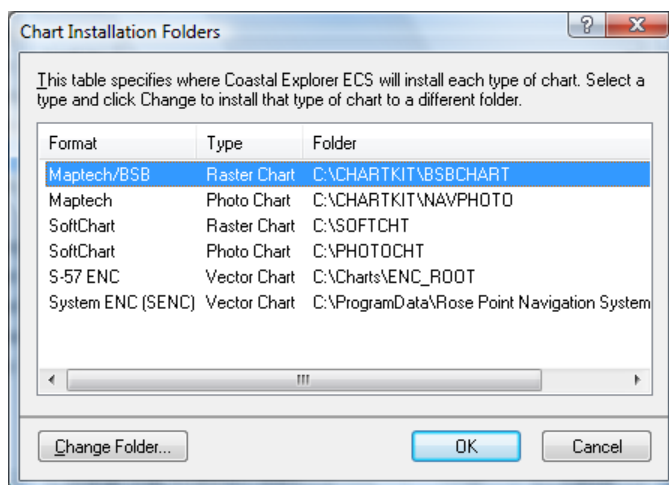 Chart Installation Folders
This table specifies where Coastal Explorer ECS will install each type of chart. Select a
type and click Change to install that type of chart to a different folder.
Format Type Folder
Maptech/BSB Raster Chart C:\CHARTKIT\BSBCHART
Maptech Photo Chart C:\CHARTKIT\NAVPHOTO
SoftChart Raster Chart C:\SOFTCHT
SoftChart Photo Chart C:\PHOTOCHT
S-57 ENC Vector Chart C:\Charts\ENC_ROOT
System ENC (SENC) Vector Chart C:\ProgramData\Rose Point Navigation System
Change Folder... OK Cancel